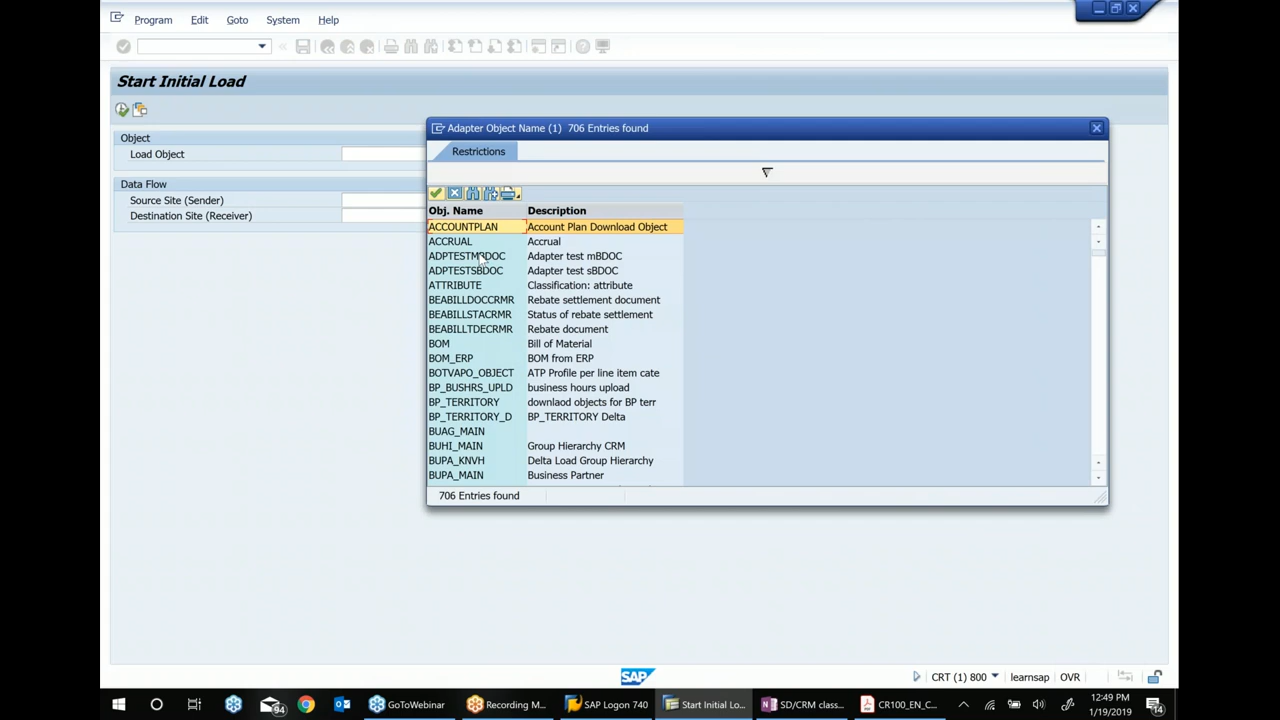 Program Edit Goto System Help
Start Initial Load
Adapter Object Name (1) 706 Entries found
Restrictions
Object
Load Object
Data Flow
Source Site (Sender)
Destination Site (Receiver)
Obj. Name Description
ACCOUNTPLAN Account Plan Download Object
ACCRUAL Accrual
ADPTESTMBDOC Adapter test mBDOC
ADPTESTSBDOC Adapter test sBDOC
ATTRIBUTE Classification: attribute
BEABILLDOCCRMR Rebate settlement document
BEABILLSTACRMR Status of rebate settlement
BEABILLTDECRMR Rebate document
BOM Bill of Material
BOM_ERP BOM from ERP
BOTVAPO_OBJECT ATP Profile per line item cate
BP_BUSHRS_UPLD business hours upload
BP_TERRITORY downlaod objects for BP terr
BP_TERRITORY_D BP_TERRITORY Delta
BUAG_MAIN
BUHI_MAIN Group Hierarchy CRM
BUPA_KNVH Delta Load Group Hierarchy
BUPA_MAIN Business Partner
706 Entries found
SAP
CRT (1) 800 learnsap OVR
94 GoToWebinar Recording M... SAP Logon 740 Start Initial Lo... SD/CRM class... CR100_EN_C... 12:49 PM
1/19/2019 14